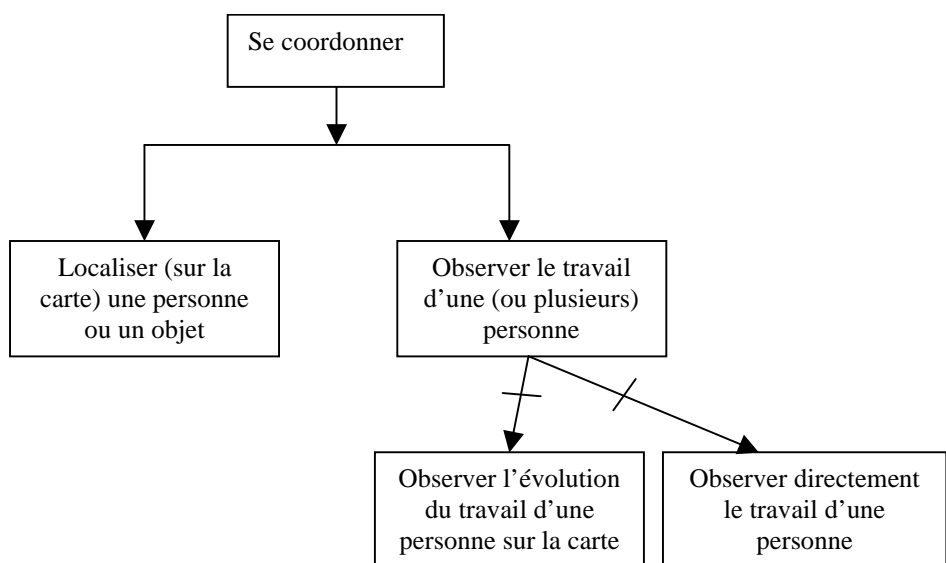 Se coordonner
Localiser (sur la
carte) une personne
ou un objet
Observer le travail
d’une (ou plusieurs)
personne
Observer l’évolution
du travail d’une
personne sur la carte
Observer directement
le travail d’une
personne